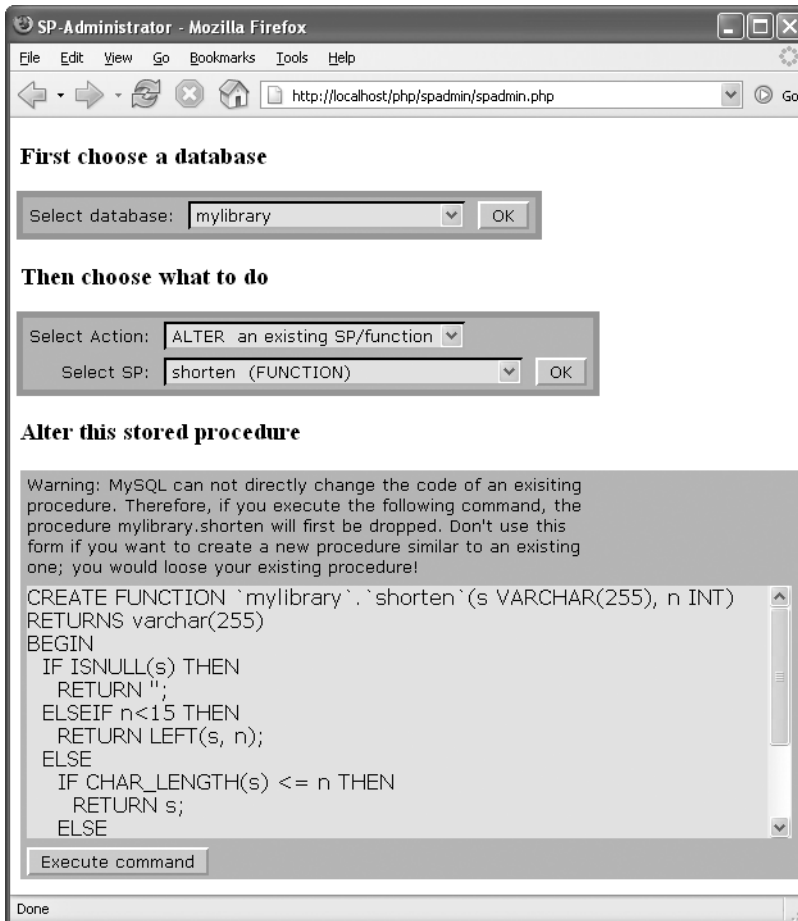 SP-Administrator - Mozilla Firefox
File Edit View Go Bookmarks Tools Help
http://localhost/php/spadmin/spadmin.php Go
First choose a database
Select database: mylibrary OK
Then choose what to do
Select Action: ALTER an existing SP/function
Select SP: shorten (FUNCTION) OK
Alter this stored procedure
Warning: MySQL can not directly change the code of an exisiting
procedure. Therefore, if you execute the following command, the
procedure mylibrary.shorten will first be dropped. Don't use this
form if you want to create a new procedure similar to an existing
one; you would loose your existing procedure!
CREATE FUNCTION `mylibrary`.`shorten`(s VARCHAR(255), n INT)
RETURNS varchar(255)
BEGIN
IF ISNULL(s) THEN
RETURN '';
ELSEIF n<15 THEN
RETURN LEFT(s, n);
ELSE
IF CHAR_LENGTH(s) <= n THEN
RETURN s;
ELSE
Execute command
Done